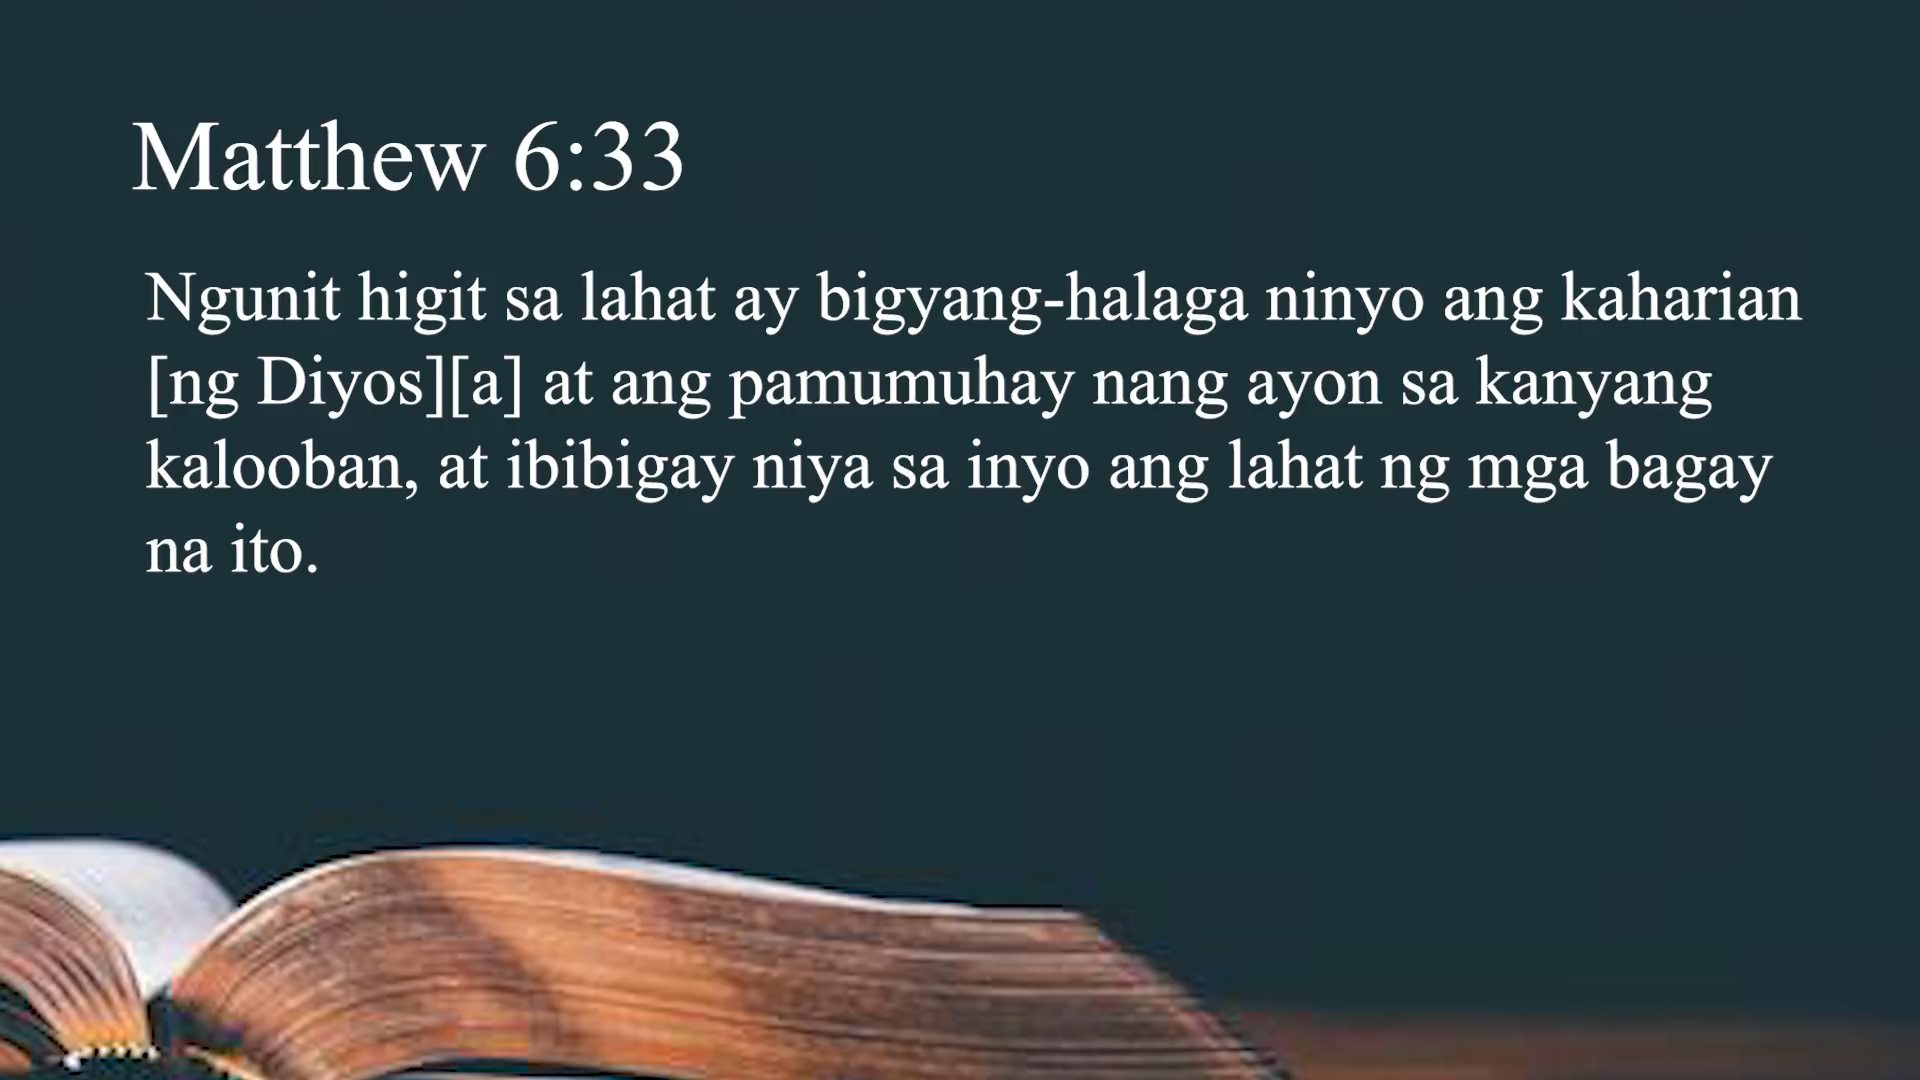 Matthew 6:33
Ngunit higit sa lahat ay bigyang-halaga ninyo ang kaharian
[ng Diyos][a] at ang pamumuhay nang ayon sa kanyang
kalooban, at ibibigay niya sa inyo ang lahat ng mga bagay
na ito.